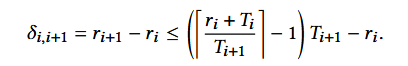 δ_{i,i+1} = r_{i+1} − r_i ≤ (⌈(r_i + T_i)/T_{i+1}⌉ − 1) T_{i+1} − r_i.